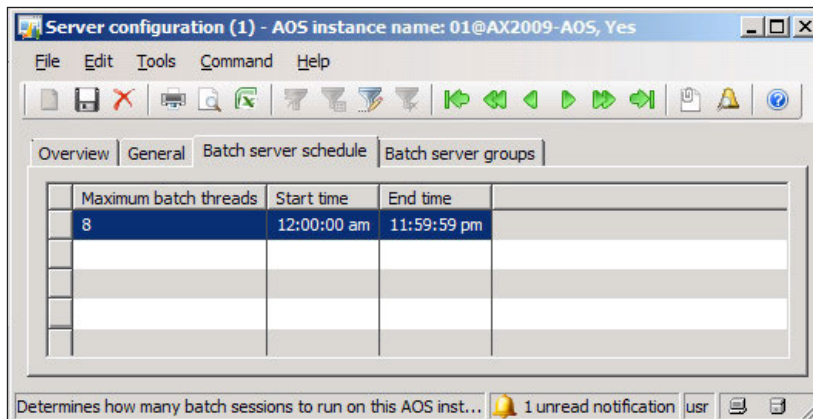 Server configuration (1) - AOS instance name: 01@AX2009-AOS, Yes
File Edit Tools Command Help
Overview General Batch server schedule Batch server groups
Maximum batch threads Start time End time
8 12:00:00 am 11:59:59 pm
Determines how many batch sessions to run on this AOS inst... 1 unread notification usr